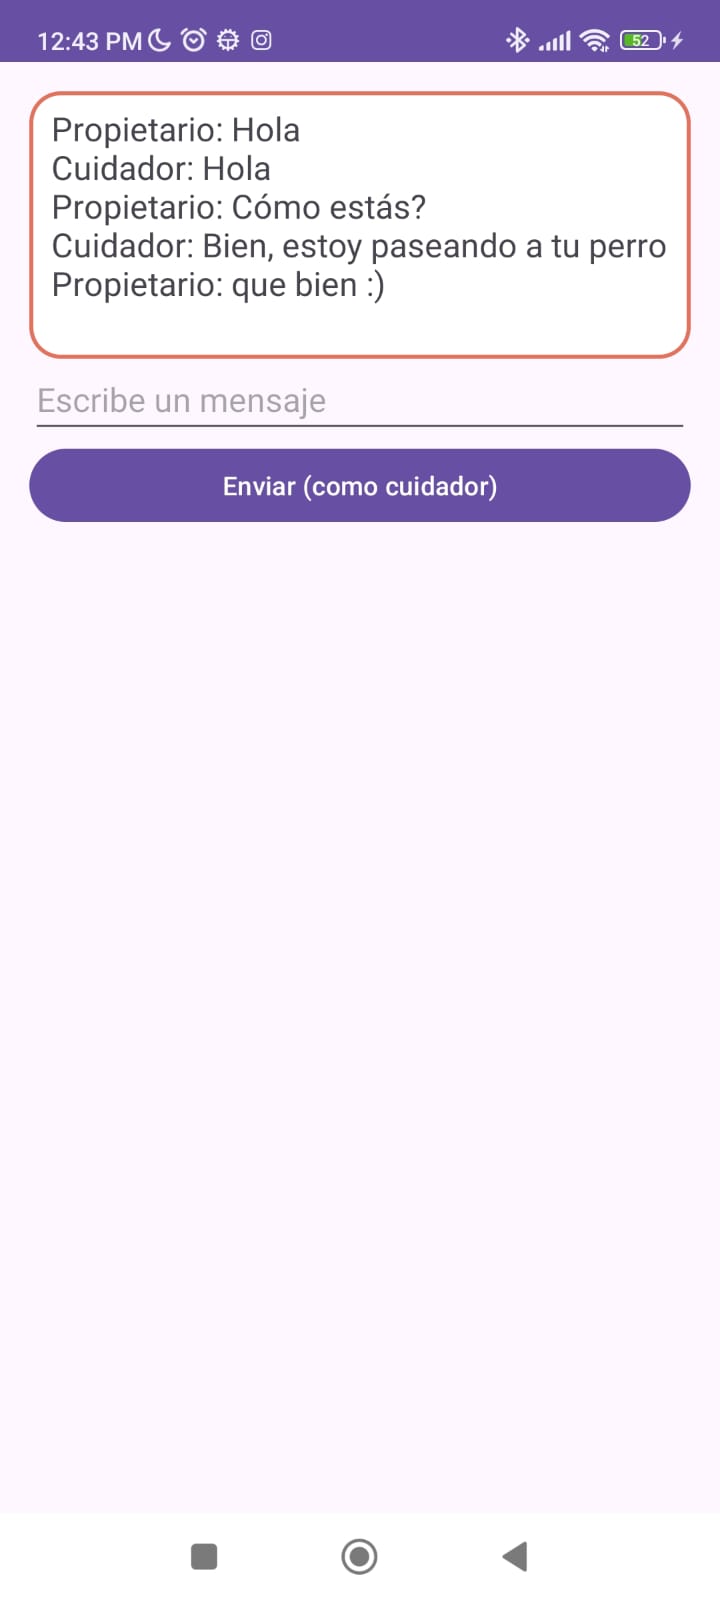 12:43 PM
52
Propietario: Hola
Cuidador: Hola
Propietario: Cómo estás?
Cuidador: Bien, estoy paseando a tu perro
Propietario: que bien :)
Escribe un mensaje
Enviar (como cuidador)